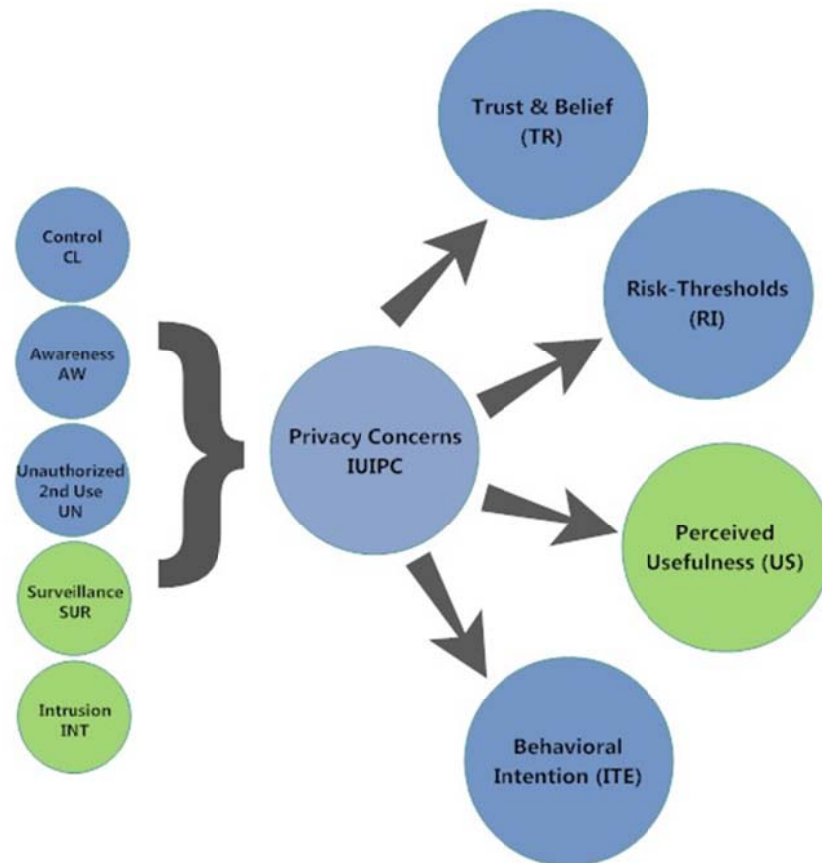 Trust & Belief
(TR)
Control
CL
Risk-Thresholds
(RI)
Awareness
AW
Privacy Concerns
IUIPC
Unauthorized
2nd Use
UN
Perceived
Usefulness (US)
Surveillance
SUR
Intrusion
INT
Behavioral
Intention (ITE)